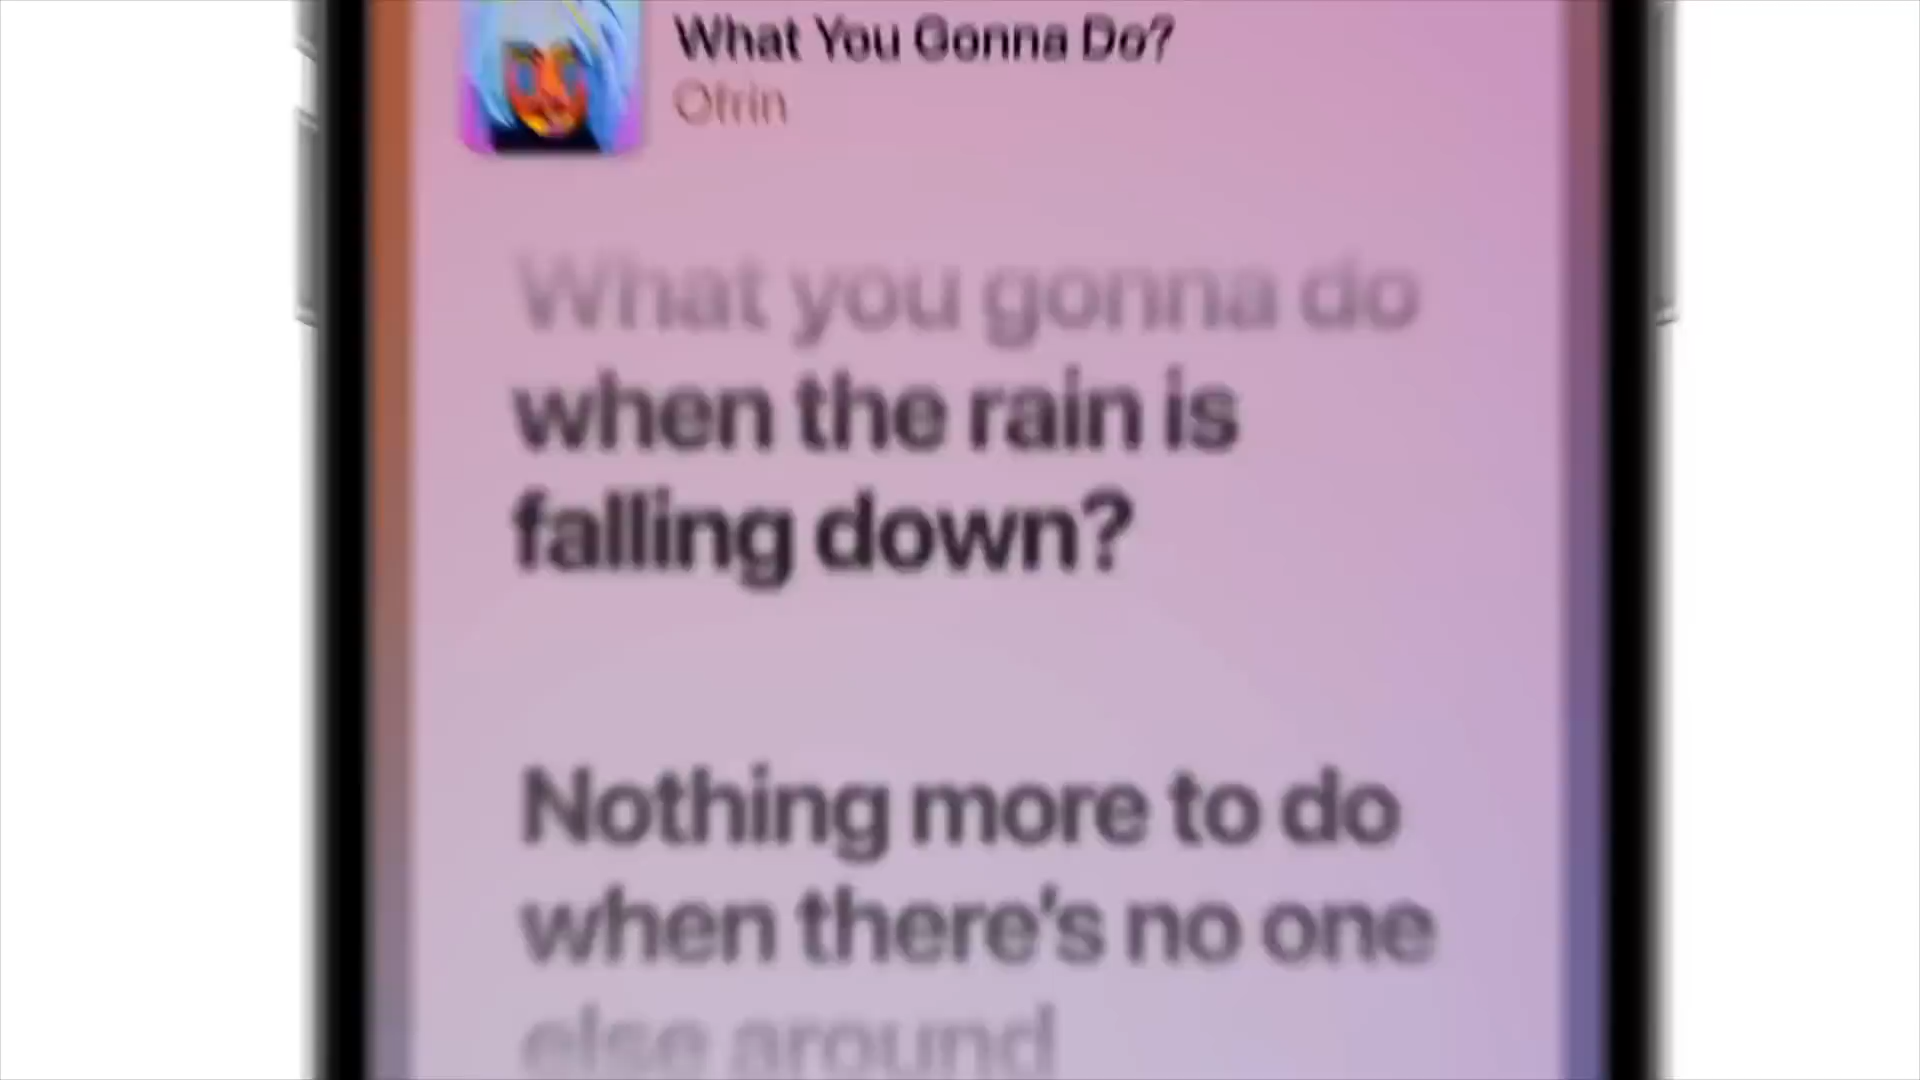 What You Gonna Do?
Ofrin
What you gonna do
when the rain is
falling down?
Nothing more to do
when there's no one
else around